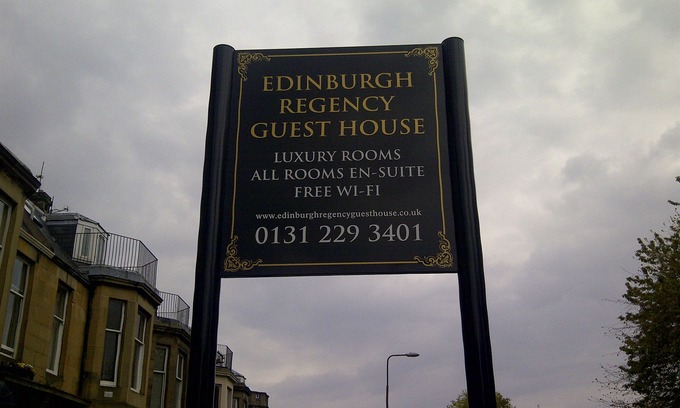 EDINBURGH
REGENCY
GUEST HOUSE
LUXURY ROOMS
ALL ROOMS EN-SUITE
FREE WI-FI
www.edinburghregencyguesthouse.co.uk
0131 229 3401